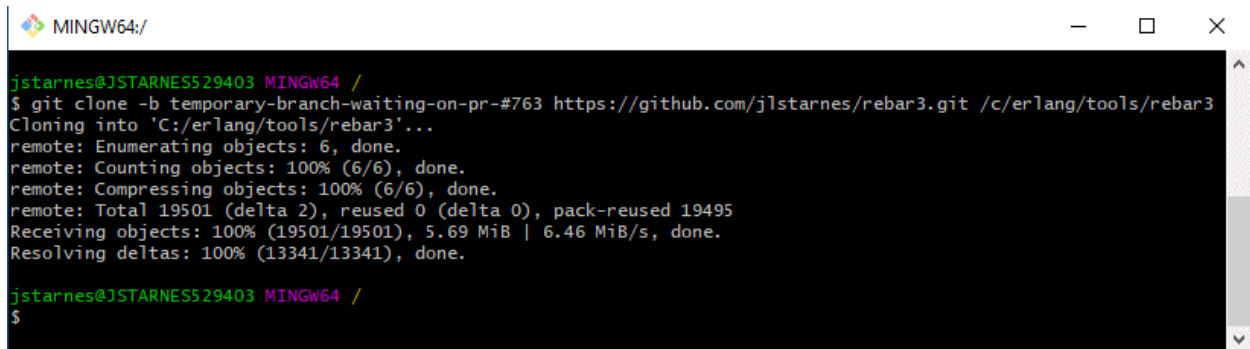 MINGW64:/
jstarnes@JSTARNES529403 MINGW64 /
$ git clone -b temporary-branch-waiting-on-pr-#763 https://github.com/jlstarnes/rebar3.git /c/erlang/tools/rebar3
Cloning into 'C:/erlang/tools/rebar3'...
remote: Enumerating objects: 6, done.
remote: Counting objects: 100% (6/6), done.
remote: Compressing objects: 100% (6/6), done.
remote: Total 19501 (delta 2), reused 0 (delta 0), pack-reused 19495
Receiving objects: 100% (19501/19501), 5.69 MiB | 6.46 MiB/s, done.
Resolving deltas: 100% (13341/13341), done.
jstarnes@JSTARNES529403 MINGW64 /
$